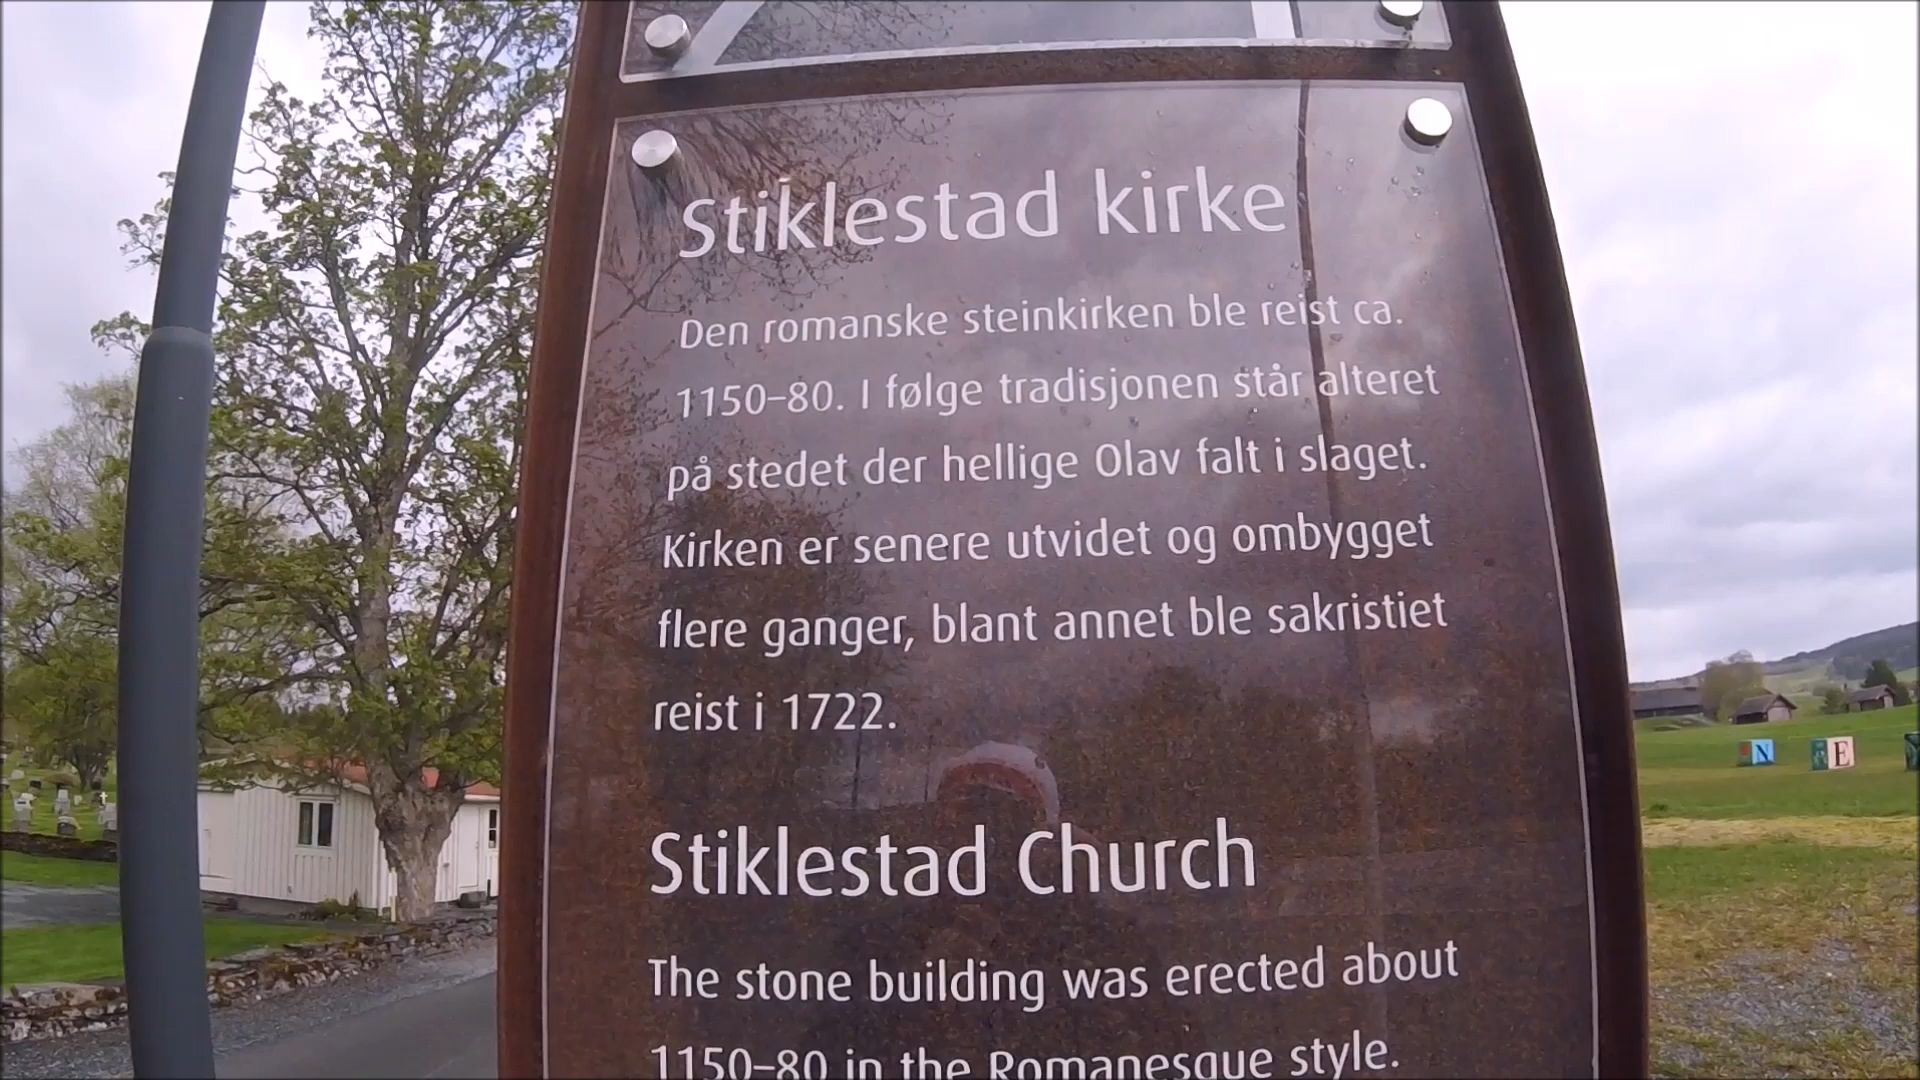 Stiklestad kirke
Den romanske steinkirken ble reist ca.
1150–80. I følge tradisjonen står alteret
på stedet der hellige Olav falt i slaget.
Kirken er senere utvidet og ombygget
flere ganger, blant annet ble sakristiet
reist i 1722.
Stiklestad Church
The stone building was erected about
1150–80 in the Romanesque style.
N E